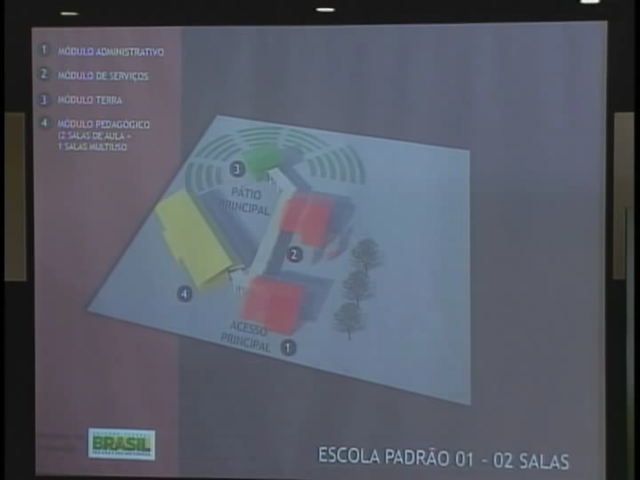 1 MÓDULO ADMINISTRATIVO
2 MÓDULO DE SERVIÇOS
3 MÓDULO TERRA
4 MÓDULO PEDAGÓGICO
(2 SALAS DE AULA +
1 SALAS MULTIUSO
3
PÁTIO
PRINCIPAL
2
4
ACESSO
PRINCIPAL
1
BRASIL
ESCOLA PADRÃO 01 - 02 SALAS